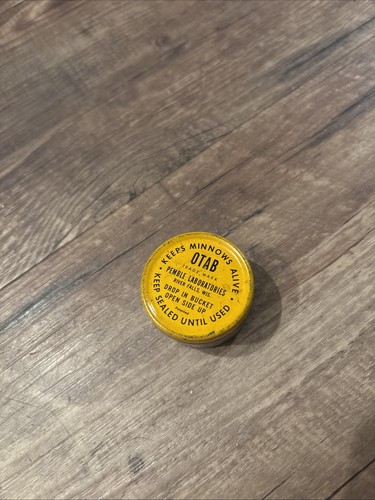 KEEPS MINNOWS ALIVE
OTAB
TRADE MARK
PEMBLE LABORATORIES
RIVER FALLS, WIS.
DROP IN BUCKET
OPEN SIDE UP
Patented
• KEEP SEALED UNTIL USED •